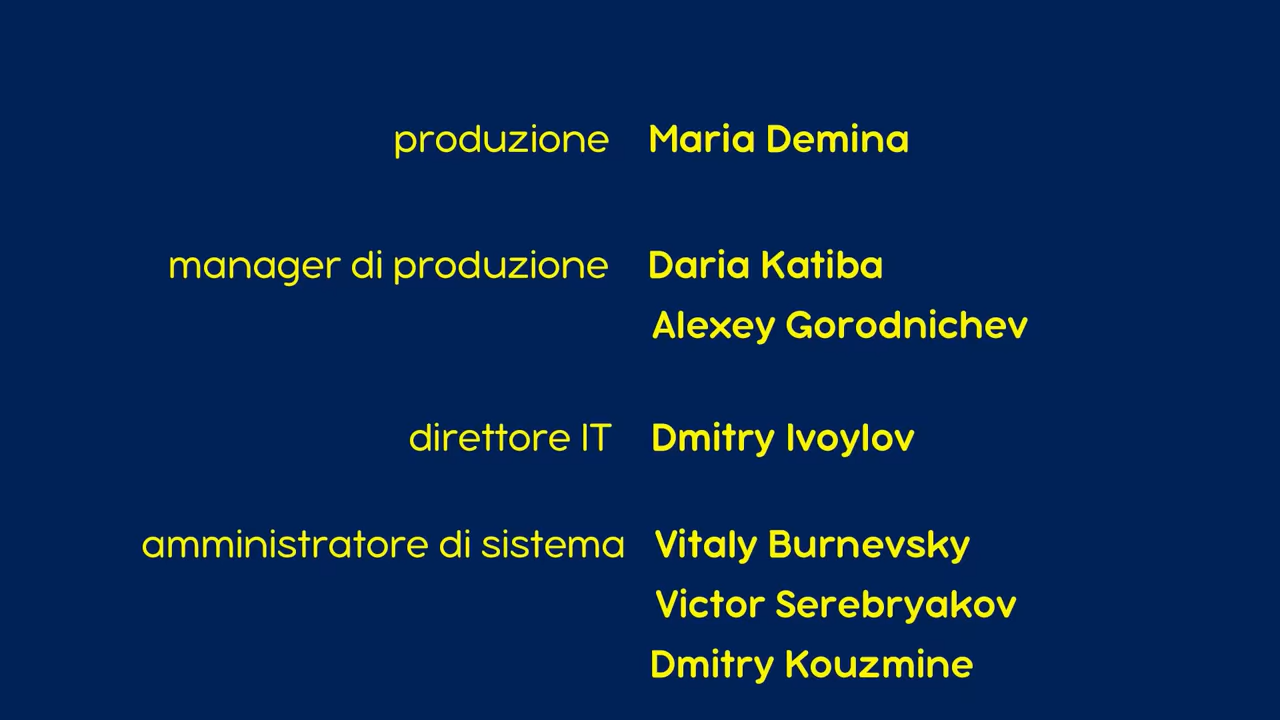 produzione Maria Demina
manager di produzione Daria Katiba
Alexey Gorodnichev
direttore IT Dmitry Ivoylov
amministratore di sistema Vitaly Burnevsky
Victor Serebryakov
Dmitry Kouzmine